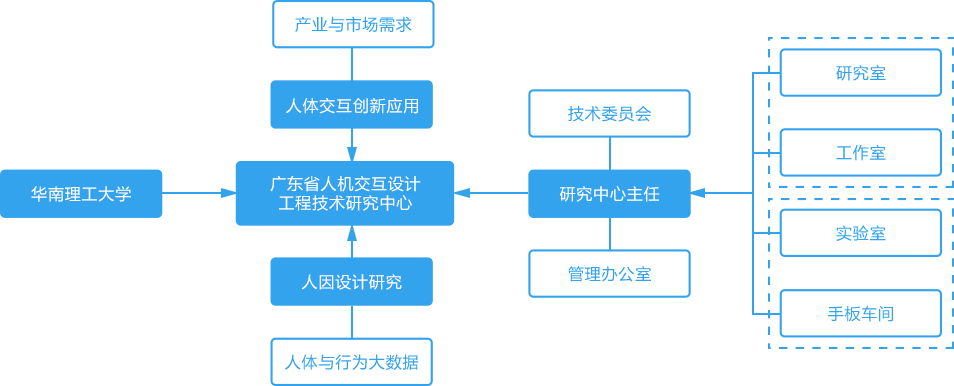 产业与市场需求
人体交互创新应用
华南理工大学
广东省人机交互设计
工程技术研究中心
人因设计研究
人体与行为大数据
技术委员会
研究中心主任
管理办公室
研究室
工作室
实验室
手板车间